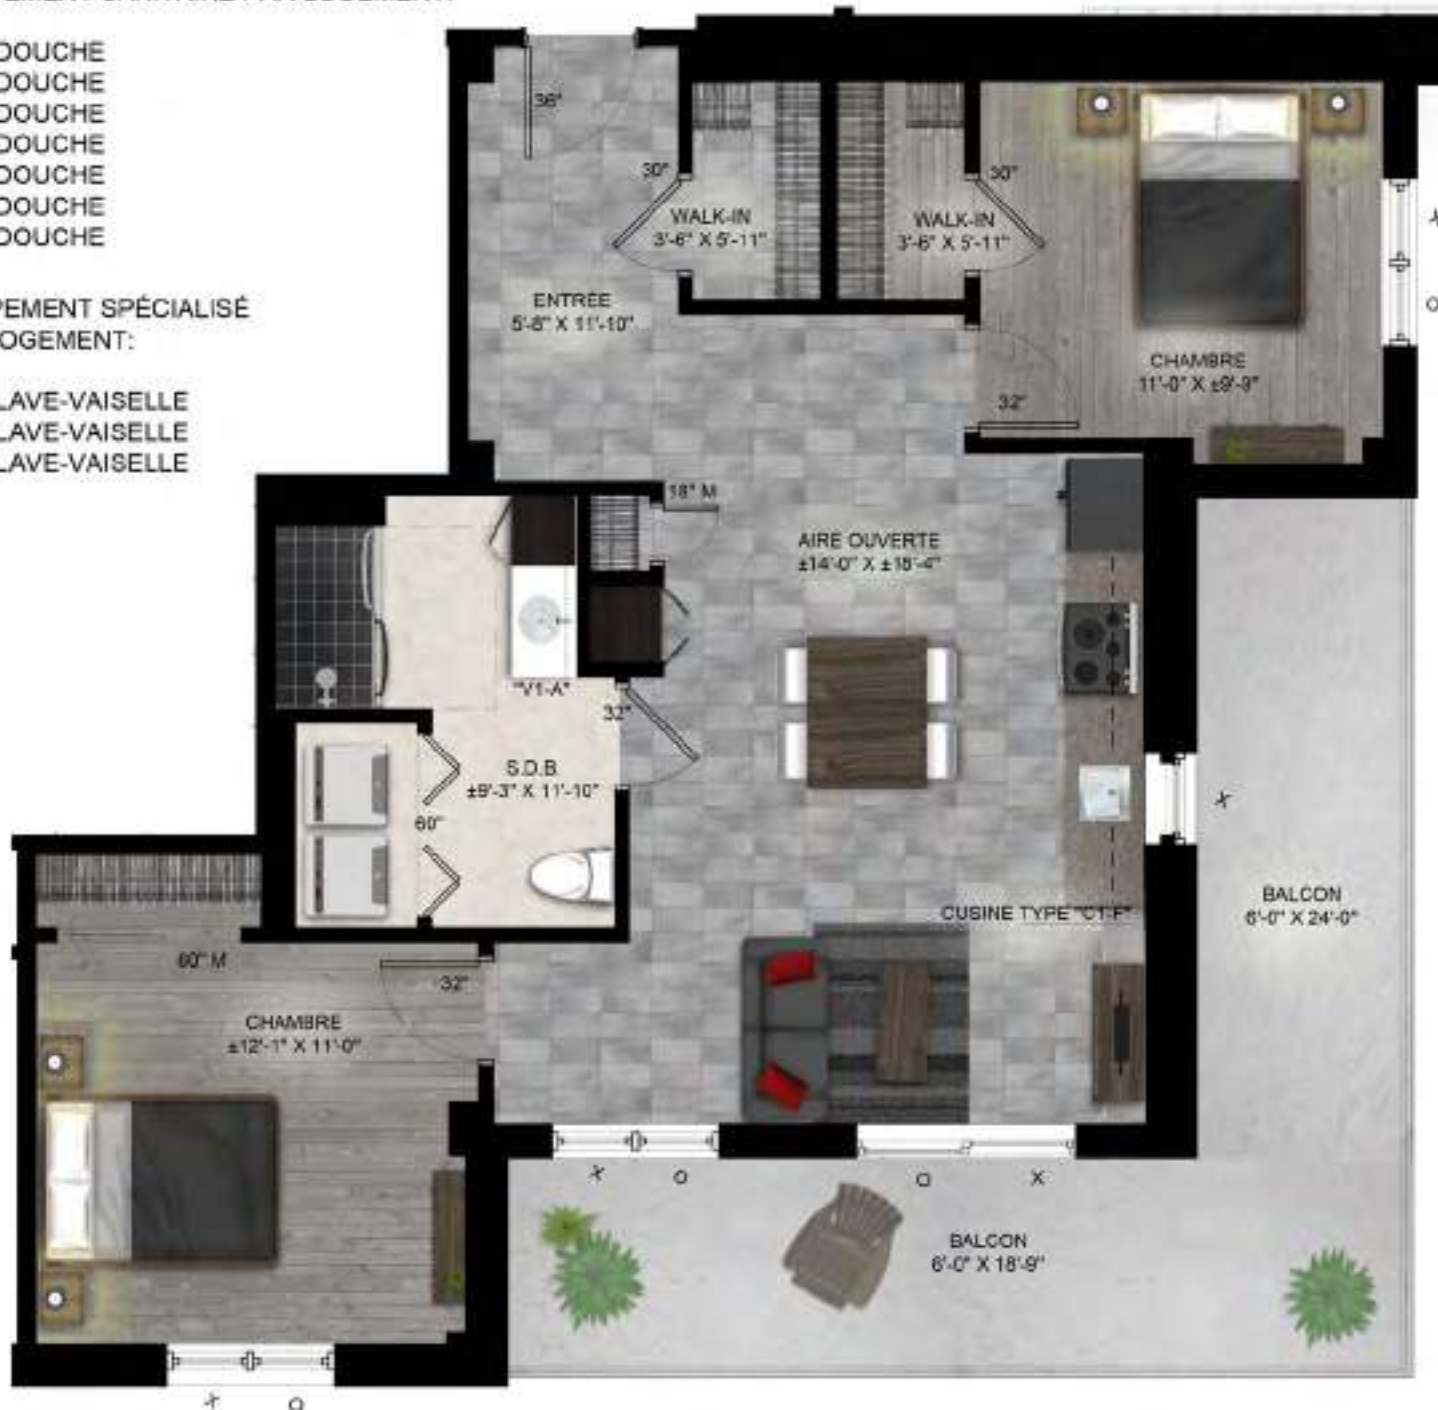 DOUCHE
DOUCHE
DOUCHE
DOUCHE
DOUCHE
DOUCHE
DOUCHE
PEMENT SPÉCIALISÉ
OGEMENT:
LAVE-VAISELLE
LAVE-VAISELLE
LAVE-VAISELLE
36"
30"
WALK-IN
3'-6" X 5'-11"
30"
WALK-IN
3'-6" X 5'-11"
ENTRÉE
5'-8" X 11'-10"
CHAMBRE
11'-0" X ±9'-9"
32"
X
O
18" M
AIRE OUVERTE
±14'-0" X ±18'-4"
"V1-A"
32"
S.D.B.
±9'-3" X 11'-10"
60"
X
BALCON
6'-0" X 24'-0"
CUSINE TYPE "C1-F"
60" M
32"
CHAMBRE
±12'-1" X 11'-0"
X
O
O
X
BALCON
6'-0" X 18'-9"
X
O